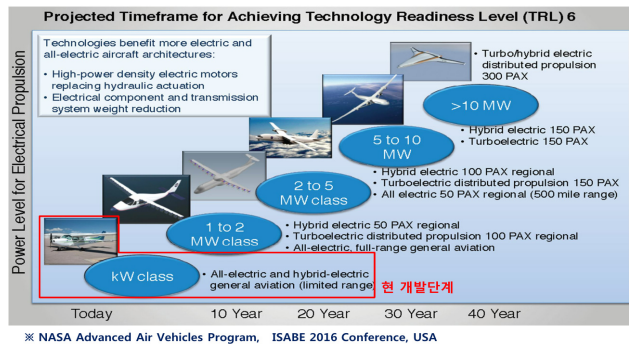 Projected Timeframe for Achieving Technology Readiness Level (TRL) 6
Power Level for Electrical Propulsion
Technologies benefit more electric and
all-electric aircraft architectures:
• High-power density electric motors
replacing hydraulic actuation
• Electrical component and transmission
system weight reduction
• Turbo/hybrid electric
distributed propulsion
300 PAX
>10 MW
• Hybrid electric 150 PAX
• Turboelectric 150 PAX
5 to 10
MW
• Hybrid electric 100 PAX regional
• Turboelectric distributed propulsion 150 PAX
• All electric 50 PAX regional (500 mile range)
2 to 5
MW class
• Hybrid electric 50 PAX regional
• Turboelectric distributed propulsion 100 PAX regional
• All-electric, full-range general aviation
1 to 2
MW class
• All-electric and hybrid-electric
general aviation (limited range)
kW class
현 개발단계
Today
10 Year
20 Year
30 Year
40 Year
※ NASA Advanced Air Vehicles Program, ISABE 2016 Conference, USA